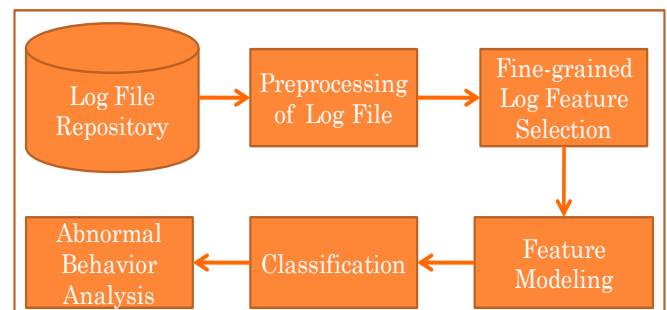 Log File
Repository
Preprocessing
of Log File
Fine-grained
Log Feature
Selection
Abnormal
Behavior
Analysis
Classification
Feature
Modeling